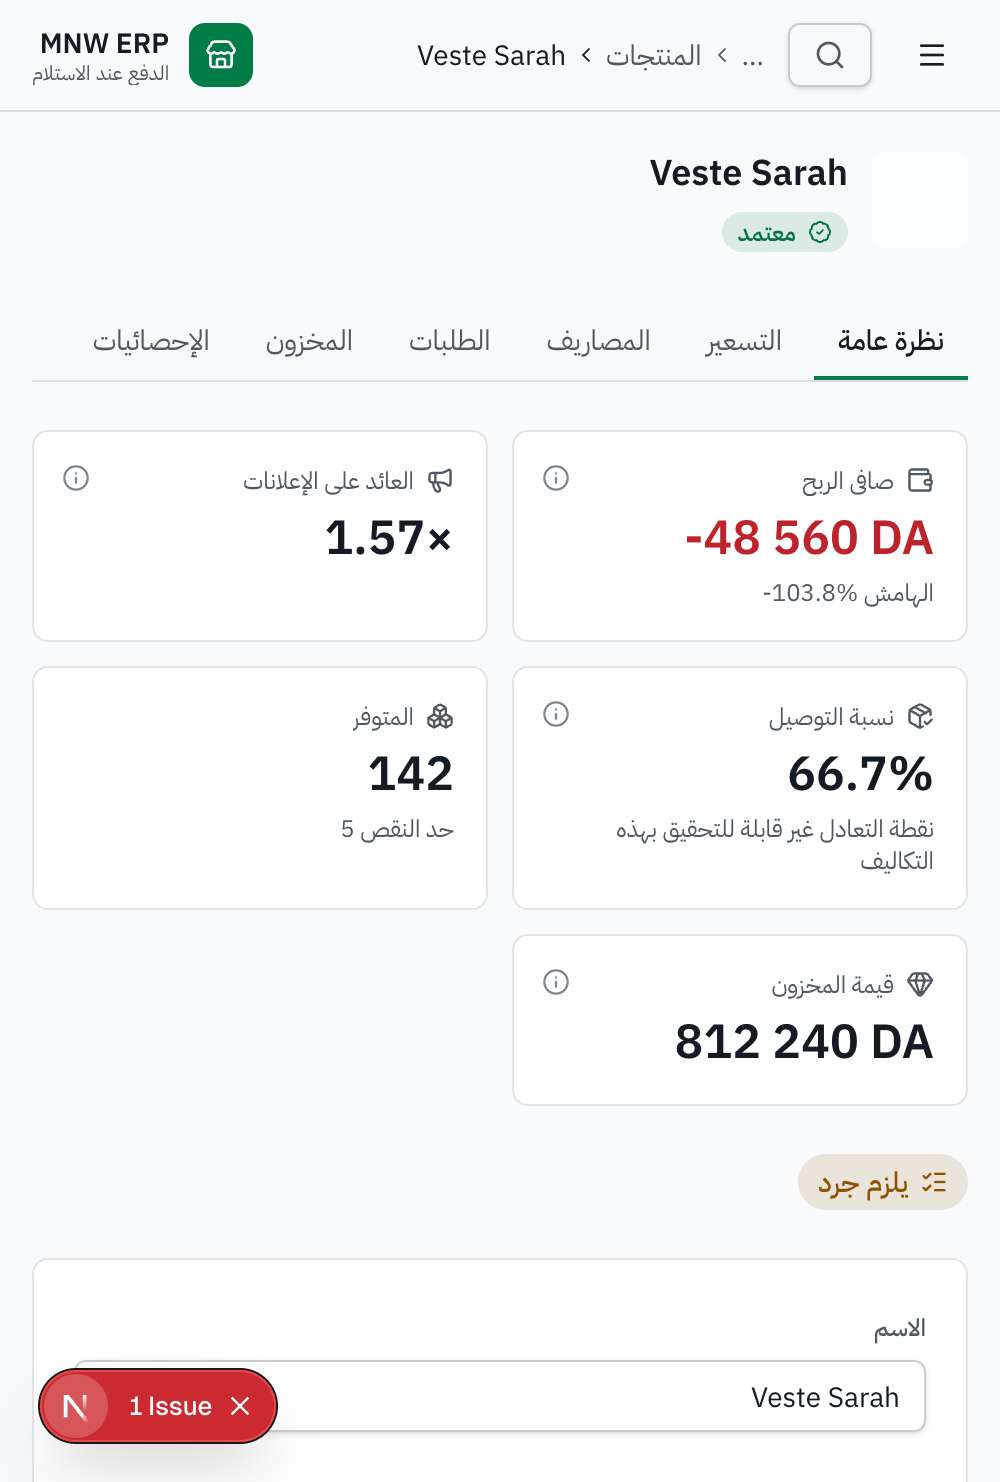 MNW ERP
الدفع عند الاستلام
... › المنتجات › Veste Sarah
Veste Sarah
معتمد
نظرة عامة
التسعير
المصاريف
الطلبات
المخزون
الإحصائيات
صافي الربح
-48 560 DA
الهامش -103.8%
العائد على الإعلانات
1.57×
نسبة التوصيل
66.7%
نقطة التعادل غير قابلة للتحقيق بهذه
التكاليف
المتوفر
142
حد النقص 5
قيمة المخزون
812 240 DA
يلزم جرد
الاسم
Veste Sarah
N 1 Issue